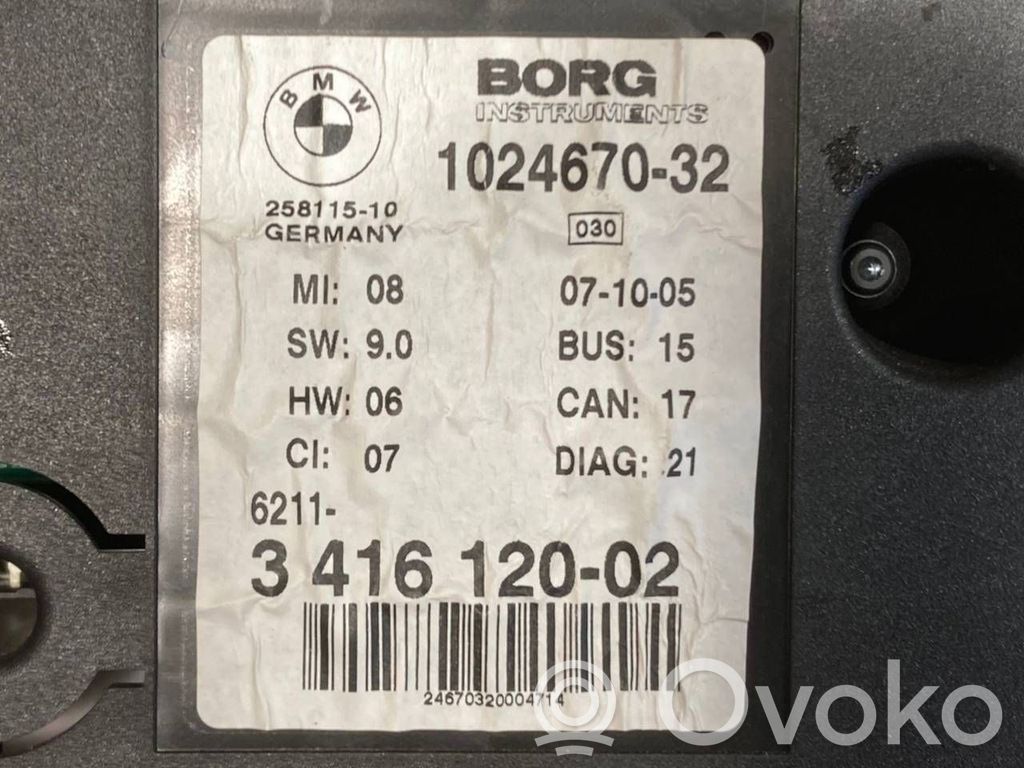 BMW
BORG
INSTRUMENTS
1024670-32
258115-10
GERMANY
030
MI: 08
07-10-05
SW: 9.0
BUS: 15
HW: 06
CAN: 17
CI: 07
DIAG: 21
6211-
3 416 120-02
24670320004714
Ovoko